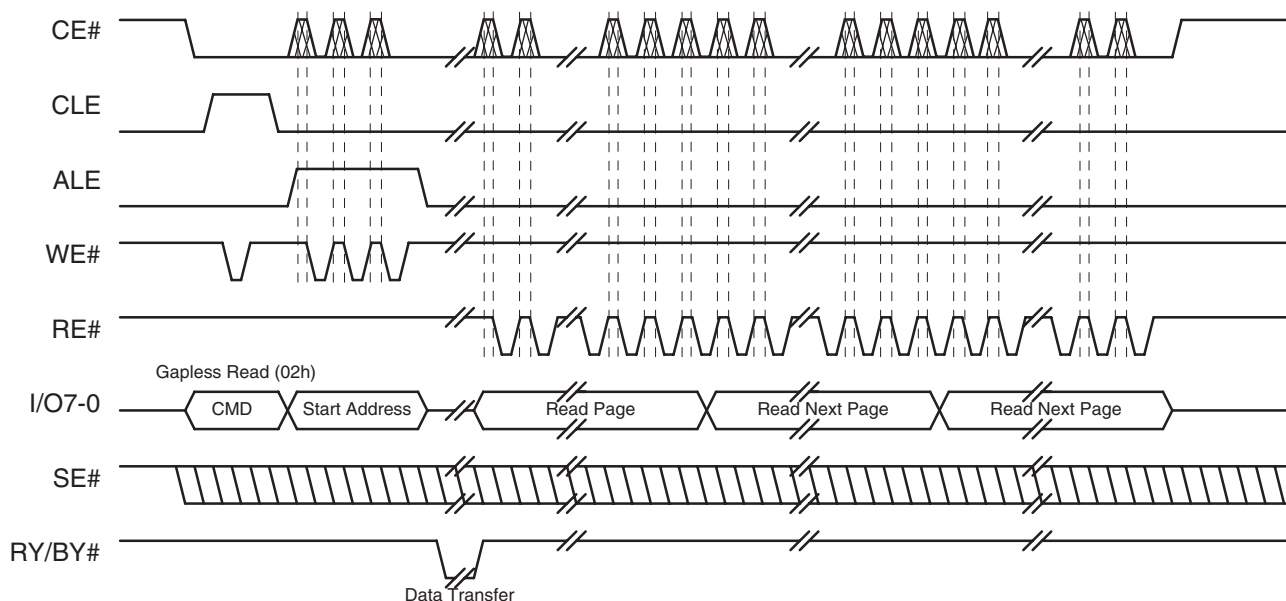 CE#
CLE
ALE
WE#
RE#
Gapless Read (02h)
I/O7-0 CMD Start Address Read Page Read Next Page Read Next Page
SE#
RY/BY#
Data Transfer